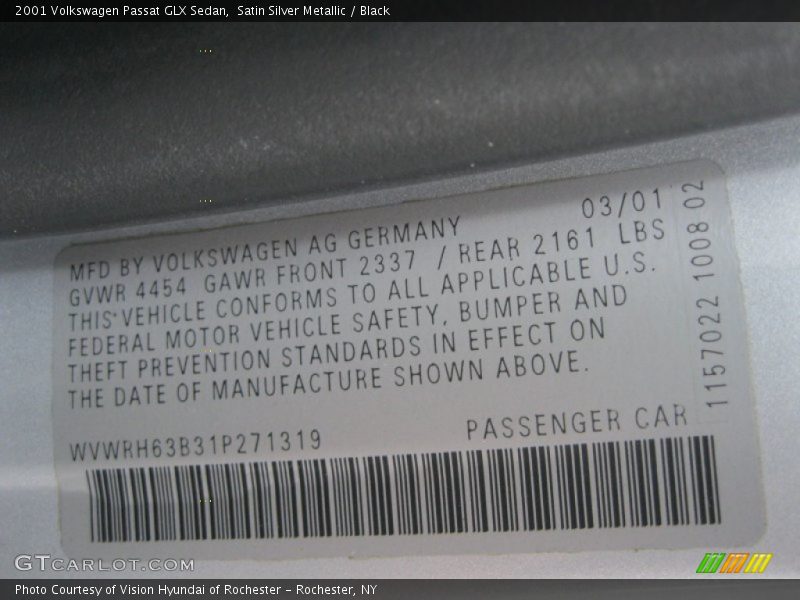 2001 Volkswagen Passat GLX Sedan,  Satin Silver Metallic / Black
MFD BY VOLKSWAGEN AG GERMANY 03/01
GVWR 4454 GAWR FRONT 2337 / REAR 2161 LBS
THIS VEHICLE CONFORMS TO ALL APPLICABLE U.S.
FEDERAL MOTOR VEHICLE SAFETY, BUMPER AND
THEFT PREVENTION STANDARDS IN EFFECT ON
THE DATE OF MANUFACTURE SHOWN ABOVE.
WVWRH63B31P271319 PASSENGER CAR
1157022 1008 02
GTCARLOT.COM
Photo Courtesy of Vision Hyundai of Rochester – Rochester, NY